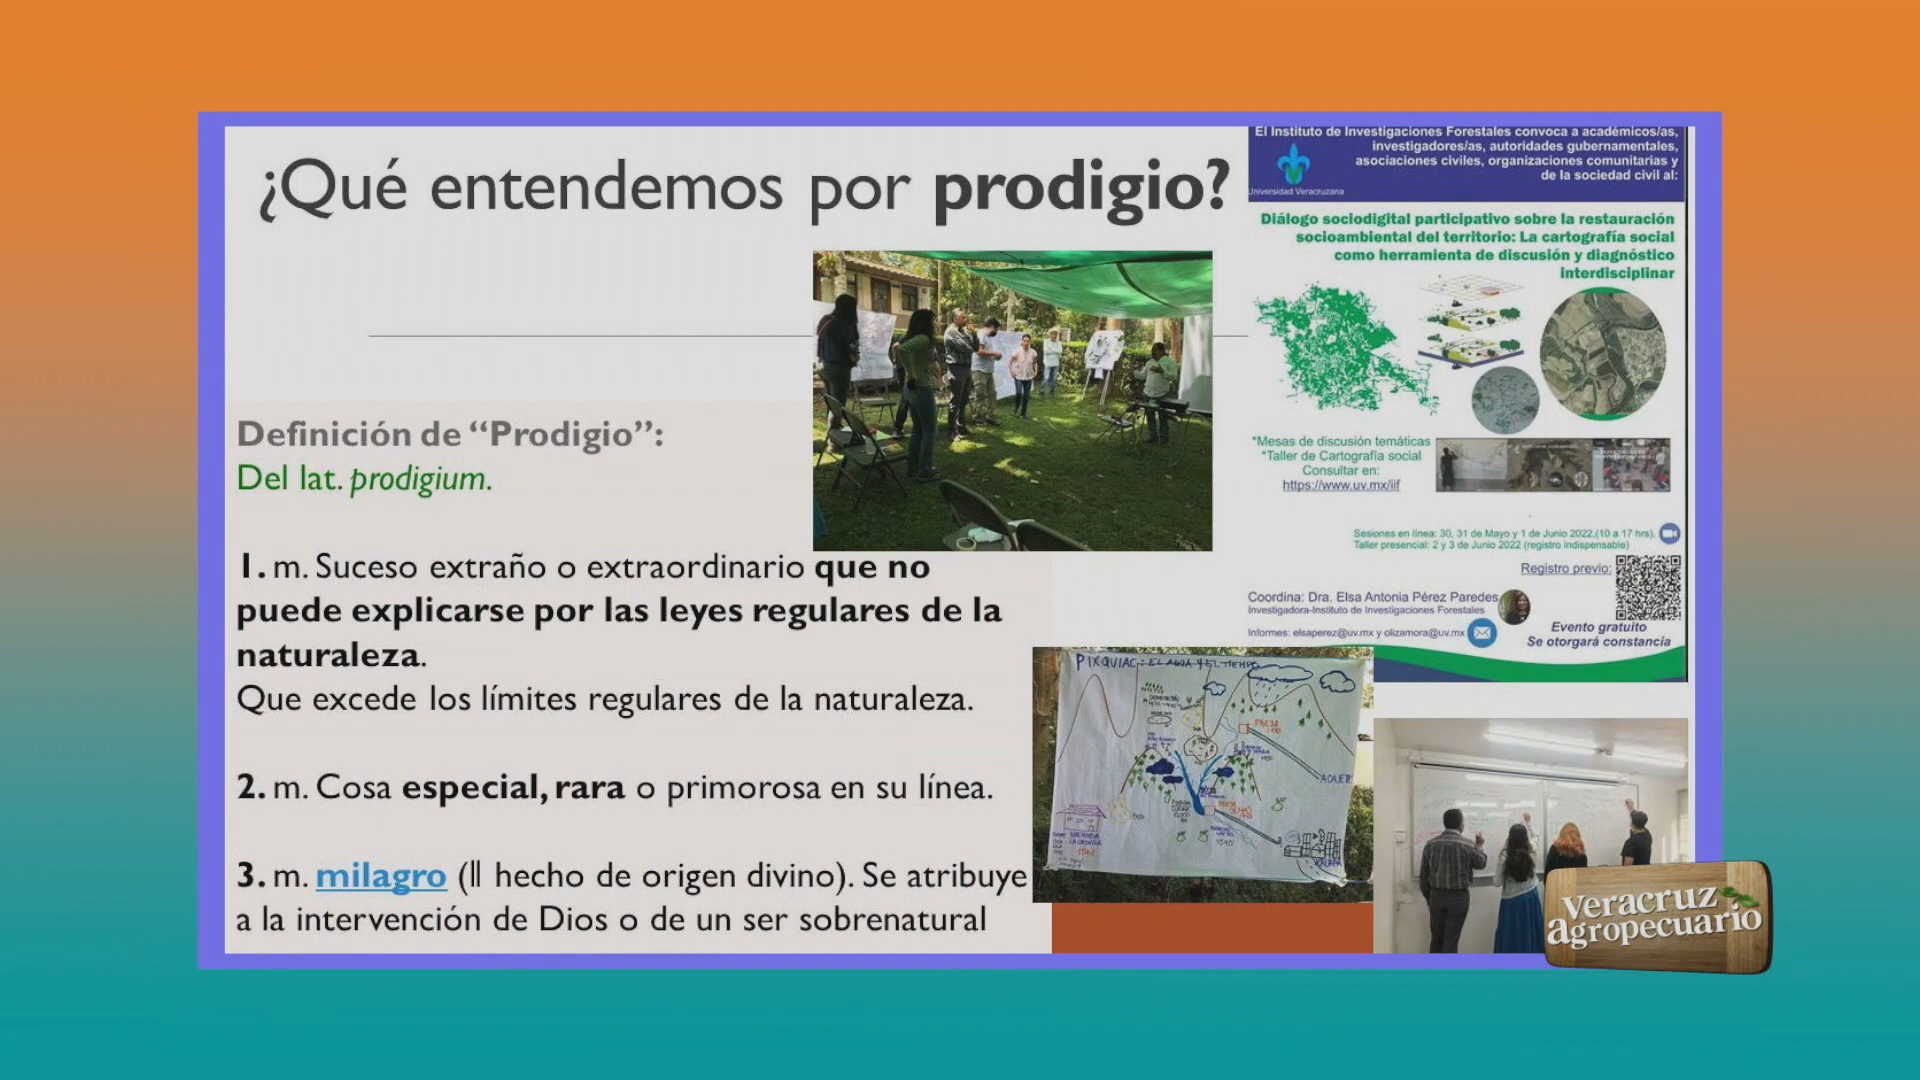 ¿Qué entendemos por prodigio?
Definición de “Prodigio”:
Del lat. prodigium.
1. m. Suceso extraño o extraordinario que no
puede explicarse por las leyes regulares de la
naturaleza.
Que excede los límites regulares de la naturaleza.
2. m. Cosa especial, rara o primorosa en su línea.
3. m. milagro (‖ hecho de origen divino). Se atribuye
a la intervención de Dios o de un ser sobrenatural
El Instituto de Investigaciones Forestales convoca a académicos/as,
investigadores/as, autoridades gubernamentales,
asociaciones civiles, organizaciones comunitarias y
de la sociedad civil al:
Universidad Veracruzana
Diálogo sociodigital participativo sobre la restauración
socioambiental del territorio: La cartografía social
como herramienta de discusión y diagnóstico
interdisciplinar
*Mesas de discusión temáticas
*Taller de Cartografía social
Consultar en:
https://www.uv.mx/iif
Sesiones en línea: 30, 31 de Mayo y 1 de Junio 2022,(10 a 17 hrs).
Taller presencial: 2 y 3 de Junio 2022 (registro indispensable)
Registro previo:
Coordina: Dra. Elsa Antonia Pérez Paredes
Investigadora-Instituto de Investigaciones Forestales
Informes: elsaperez@uv.mx y olizamora@uv.mx
Evento gratuito
Se otorgará constancia
PIXQUIAC: EL AGUA Y EL TIEMPO
PRESA
XALAPA
veracruz
agropecuario